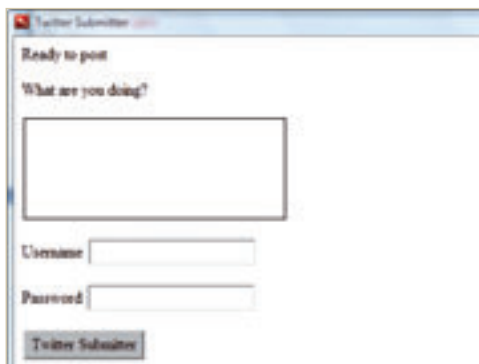 Twitter Submitter
Ready to post
What are you doing?
Username
Password
Twitter Submitter